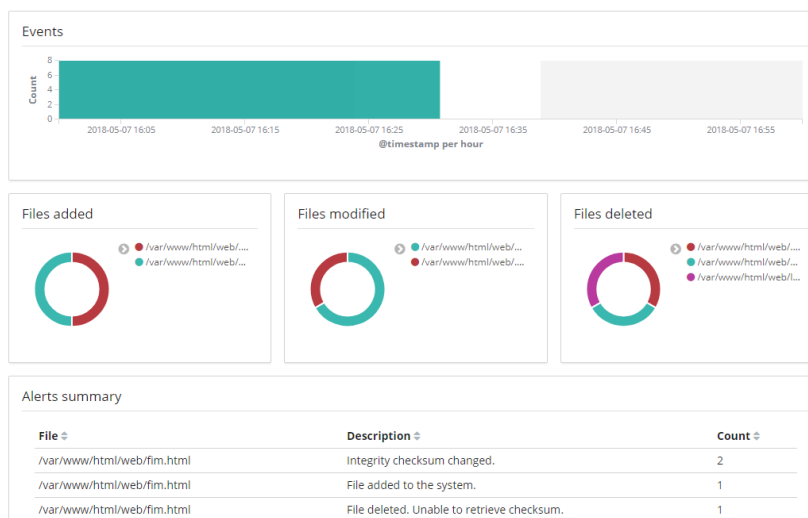 Events
8
6
4
2
0
Count
2018-05-07 16:05 2018-05-07 16:15 2018-05-07 16:25 2018-05-07 16:35 2018-05-07 16:45 2018-05-07 16:55
@timestamp per hour
Files added Files modified Files deleted
/var/www/html/web/.... /var/www/html/web/... /var/www/html/web/....
/var/www/html/web/... /var/www/html/web/.... /var/www/html/web/...
/var/www/html/web/l...
Alerts summary
File Description Count
/var/www/html/web/fim.html Integrity checksum changed. 2
/var/www/html/web/fim.html File added to the system. 1
/var/www/html/web/fim.html File deleted. Unable to retrieve checksum. 1